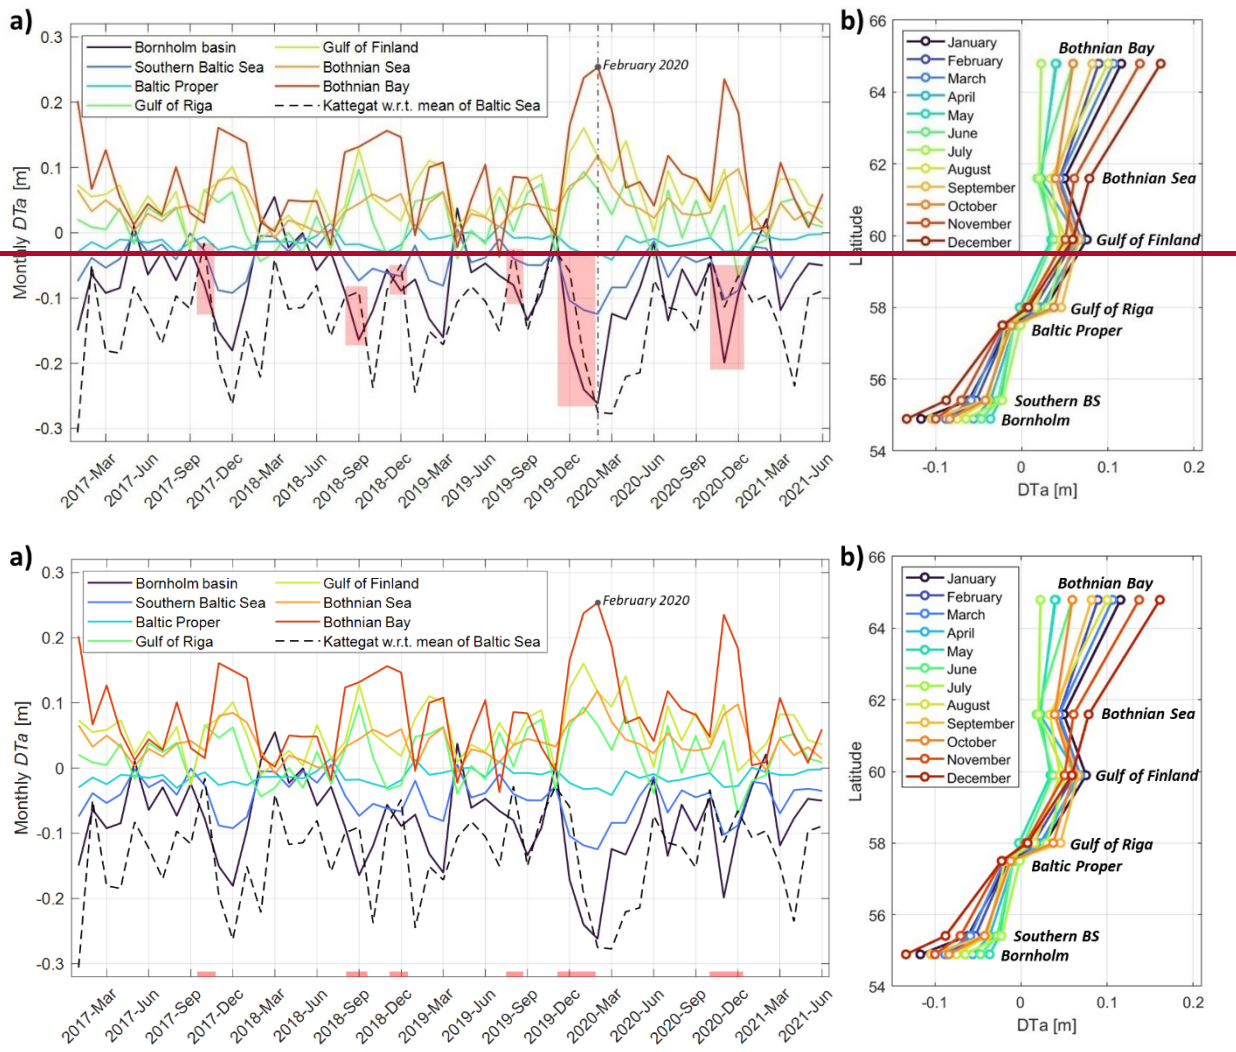 a)
Monthly DTa [m]
0.3
0.2
0.1
0
-0.1
-0.2
-0.3
Bornholm basin
Southern Baltic Sea
Baltic Proper
Gulf of Riga
Gulf of Finland
Bothnian Sea
Bothnian Bay
Kattegat w.r.t. mean of Baltic Sea
February 2020
2017-Mar
2017-Jun
2017-Sep
2017-Dec
2018-Mar
2018-Jun
2018-Sep
2018-Dec
2019-Mar
2019-Jun
2019-Sep
2019-Dec
2020-Mar
2020-Jun
2020-Sep
2020-Dec
2021-Mar
2021-Jun
b)
Latitude
66
64
62
60
58
56
54
January
February
March
April
May
June
July
August
September
October
November
December
Bothnian Bay
Bothnian Sea
Gulf of Finland
Gulf of Riga
Baltic Proper
Southern BS
Bornholm
-0.1
0
0.1
0.2
DTa [m]
a)
Monthly DTa [m]
0.3
0.2
0.1
0
-0.1
-0.2
-0.3
Bornholm basin
Southern Baltic Sea
Baltic Proper
Gulf of Riga
Gulf of Finland
Bothnian Sea
Bothnian Bay
Kattegat w.r.t. mean of Baltic Sea
February 2020
2017-Mar
2017-Jun
2017-Sep
2017-Dec
2018-Mar
2018-Jun
2018-Sep
2018-Dec
2019-Mar
2019-Jun
2019-Sep
2019-Dec
2020-Mar
2020-Jun
2020-Sep
2020-Dec
2021-Mar
2021-Jun
b)
Latitude
66
64
62
60
58
56
54
January
February
March
April
May
June
July
August
September
October
November
December
Bothnian Bay
Bothnian Sea
Gulf of Finland
Gulf of Riga
Baltic Proper
Southern BS
Bornholm
-0.1
0
0.1
0.2
DTa [m]